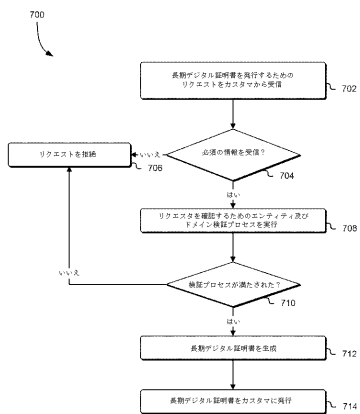 700
長期デジタル証明書を発行するための
リクエストをカスタマから受信
702
必須の情報を受信？
704
いいえ
リクエストを拒絶
706
はい
リクエスタを確認するためのエンティティ及び
ドメイン検証プロセスを実行
708
検証プロセスが満たされた？
710
いいえ
はい
長期デジタル証明書を生成
712
長期デジタル証明書をカスタマに発行
714